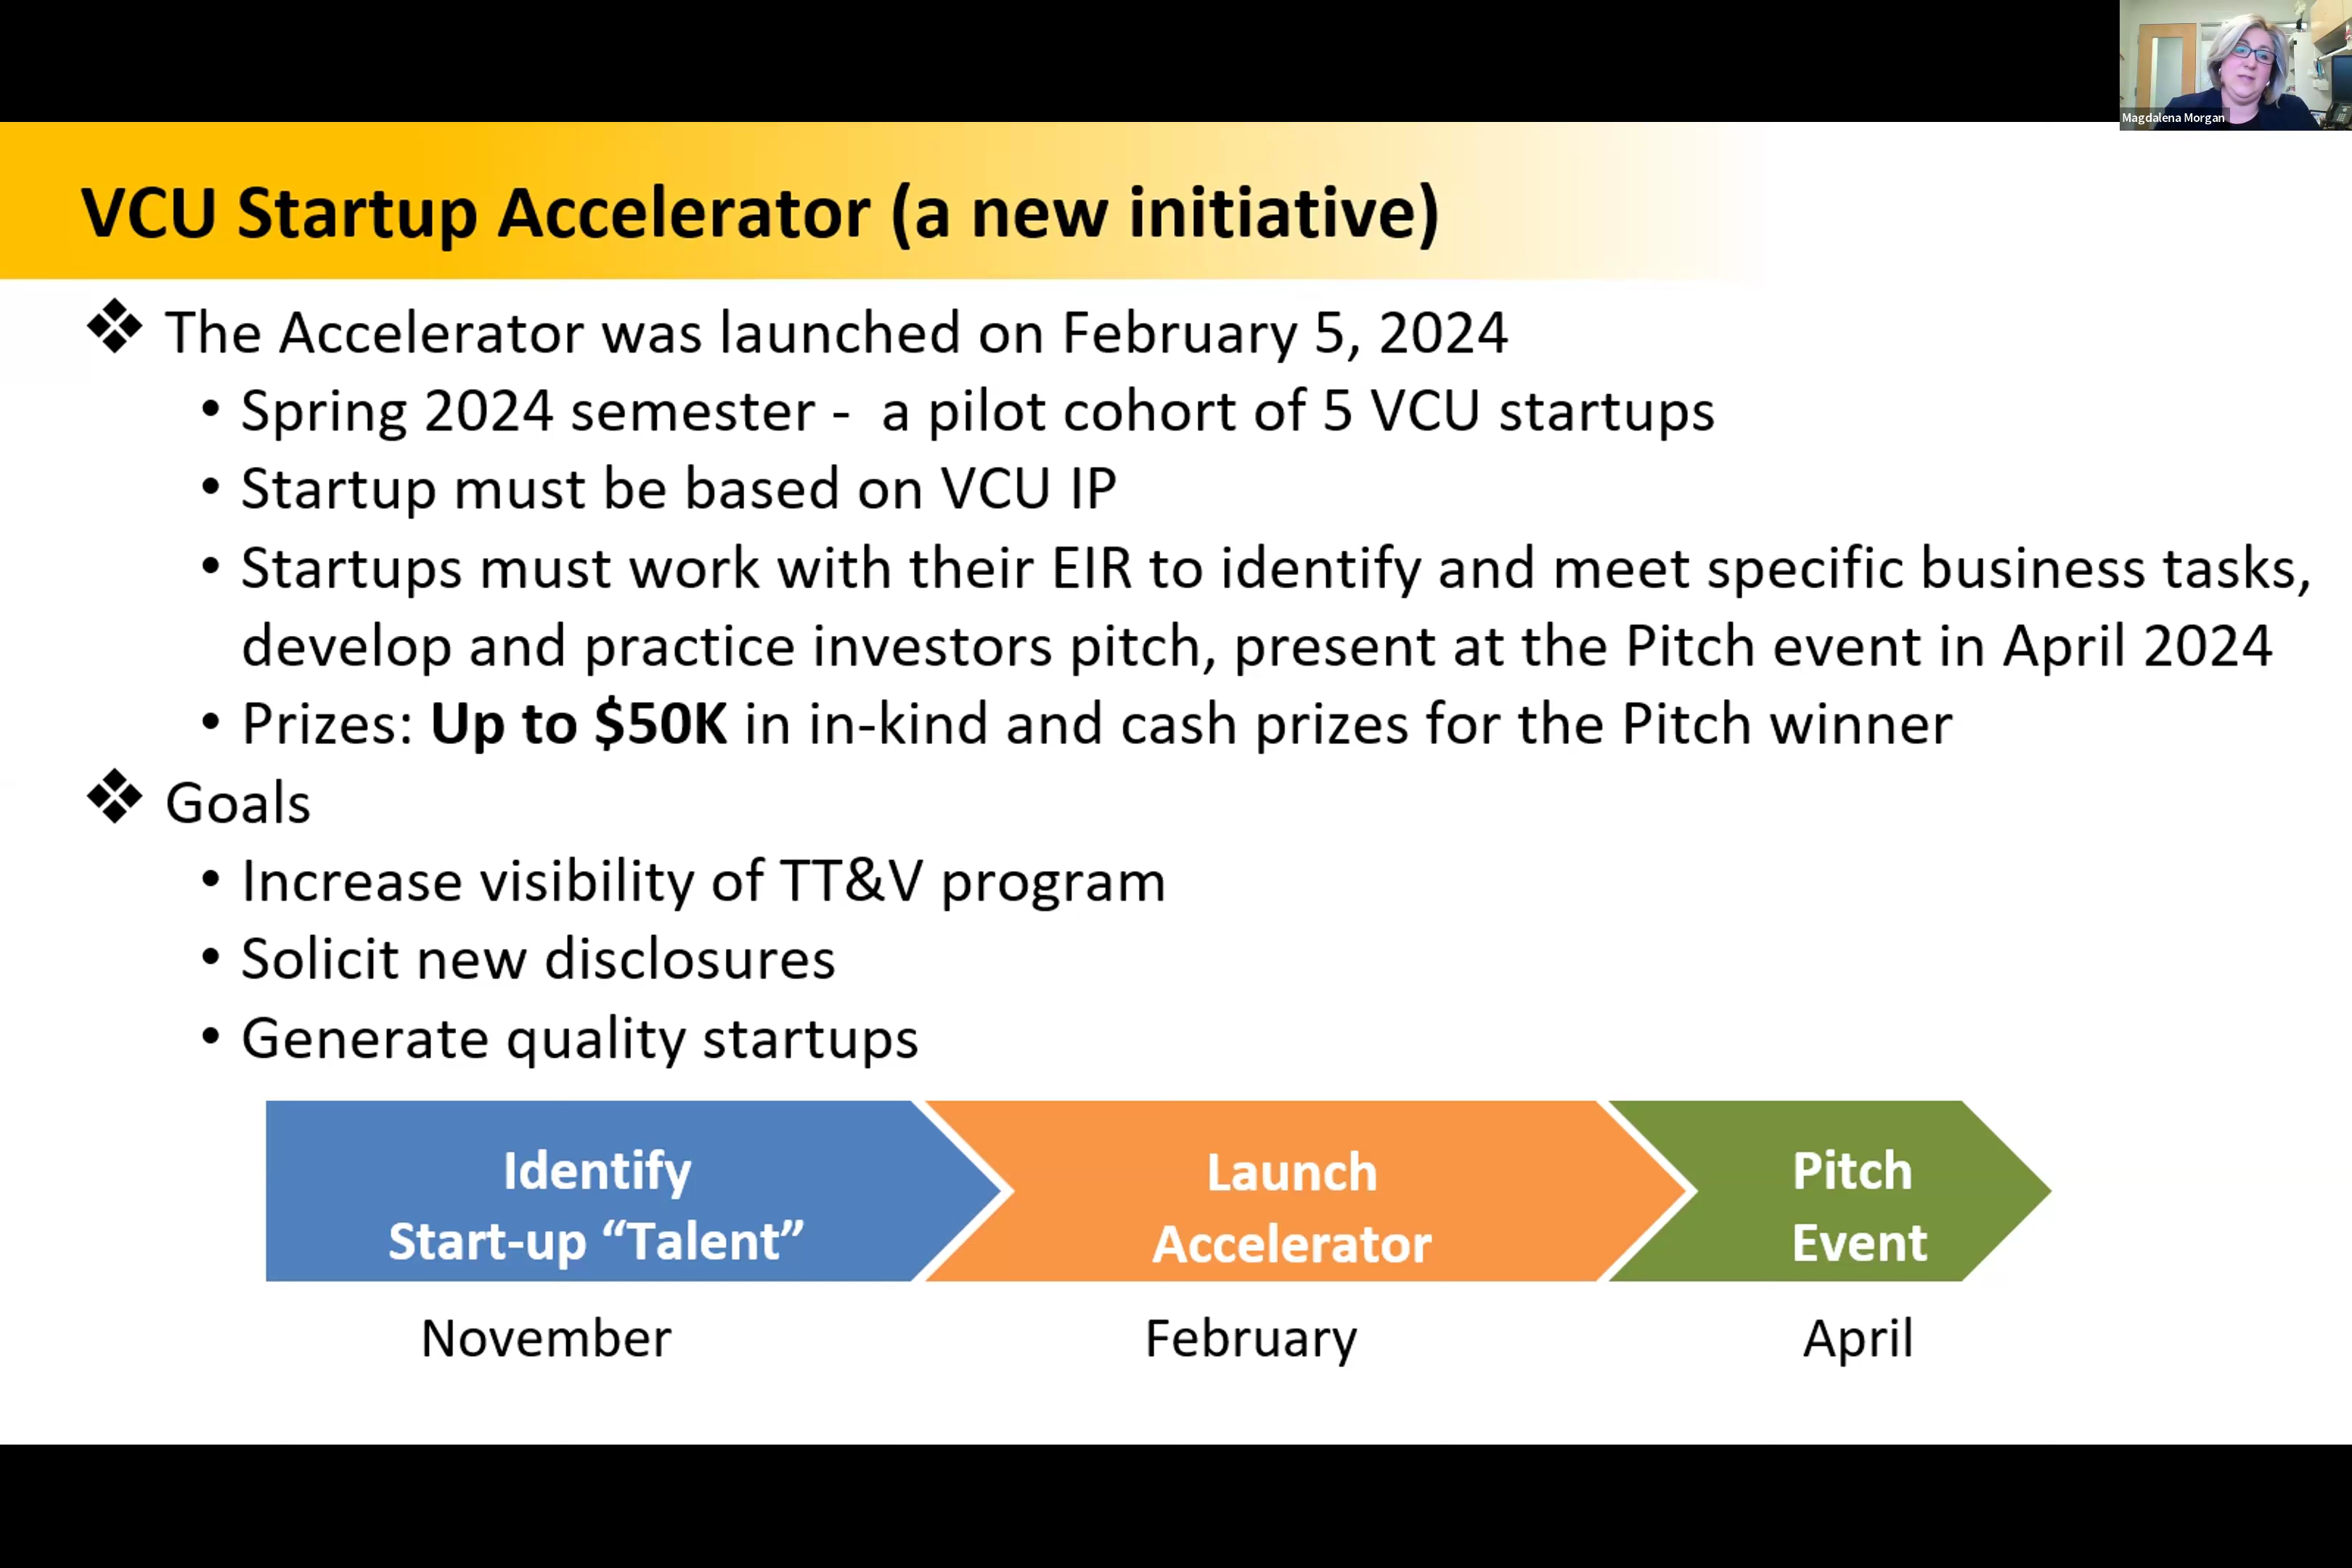 Magdalena Morgan
VCU Startup Accelerator (a new initiative)
❖ The Accelerator was launched on February 5, 2024
• Spring 2024 semester -  a pilot cohort of 5 VCU startups
• Startup must be based on VCU IP
• Startups must work with their EIR to identify and meet specific business tasks,
develop and practice investors pitch, present at the Pitch event in April 2024
• Prizes: Up to $50K in in-kind and cash prizes for the Pitch winner
❖ Goals
• Increase visibility of TT&V program
• Solicit new disclosures
• Generate quality startups
Identify
Start-up “Talent”
Launch
Accelerator
Pitch
Event
November
February
April